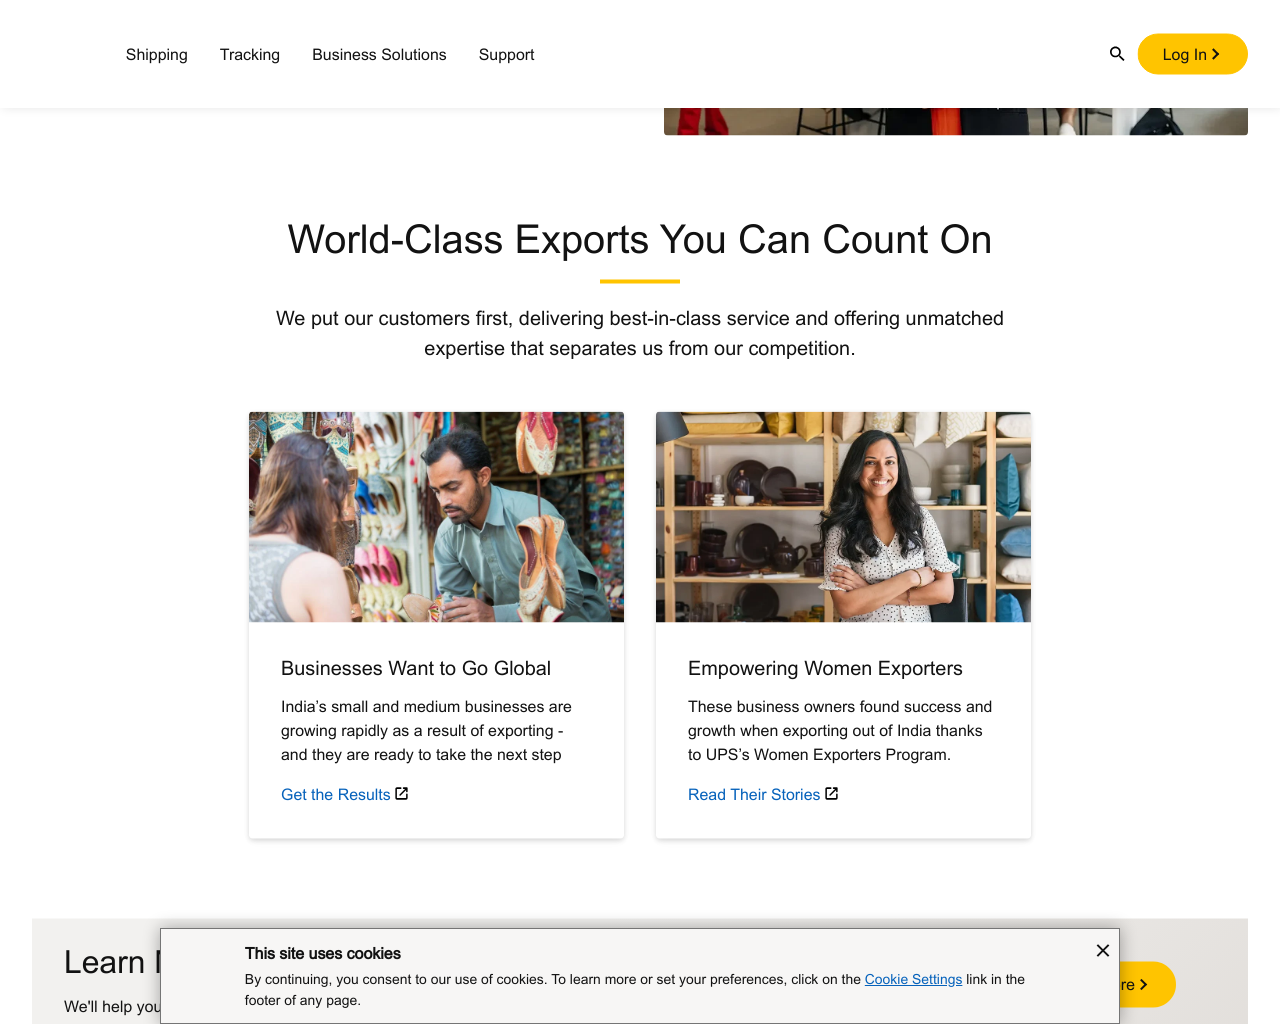 Shipping Tracking Business Solutions Support Log In
World-Class Exports You Can Count On
We put our customers first, delivering best-in-class service and offering unmatched
expertise that separates us from our competition.
Businesses Want to Go Global
India’s small and medium businesses are
growing rapidly as a result of exporting -
and they are ready to take the next step
Get the Results
Empowering Women Exporters
These business owners found success and
growth when exporting out of India thanks
to UPS’s Women Exporters Program.
Read Their Stories
Learn
We'll help you
re
This site uses cookies
By continuing, you consent to our use of cookies. To learn more or set your preferences, click on the Cookie Settings link in the
footer of any page.